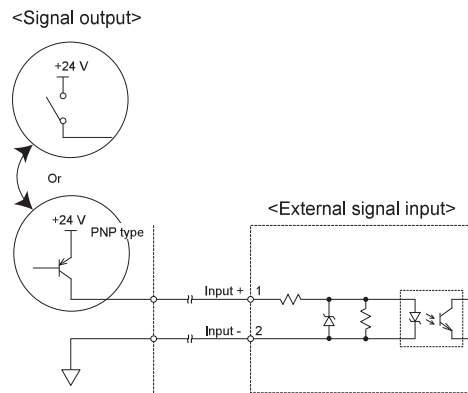 <Signal output>
+24 V
Or
+24 V
PNP type
<External signal input>
Input + 1
Input - 2